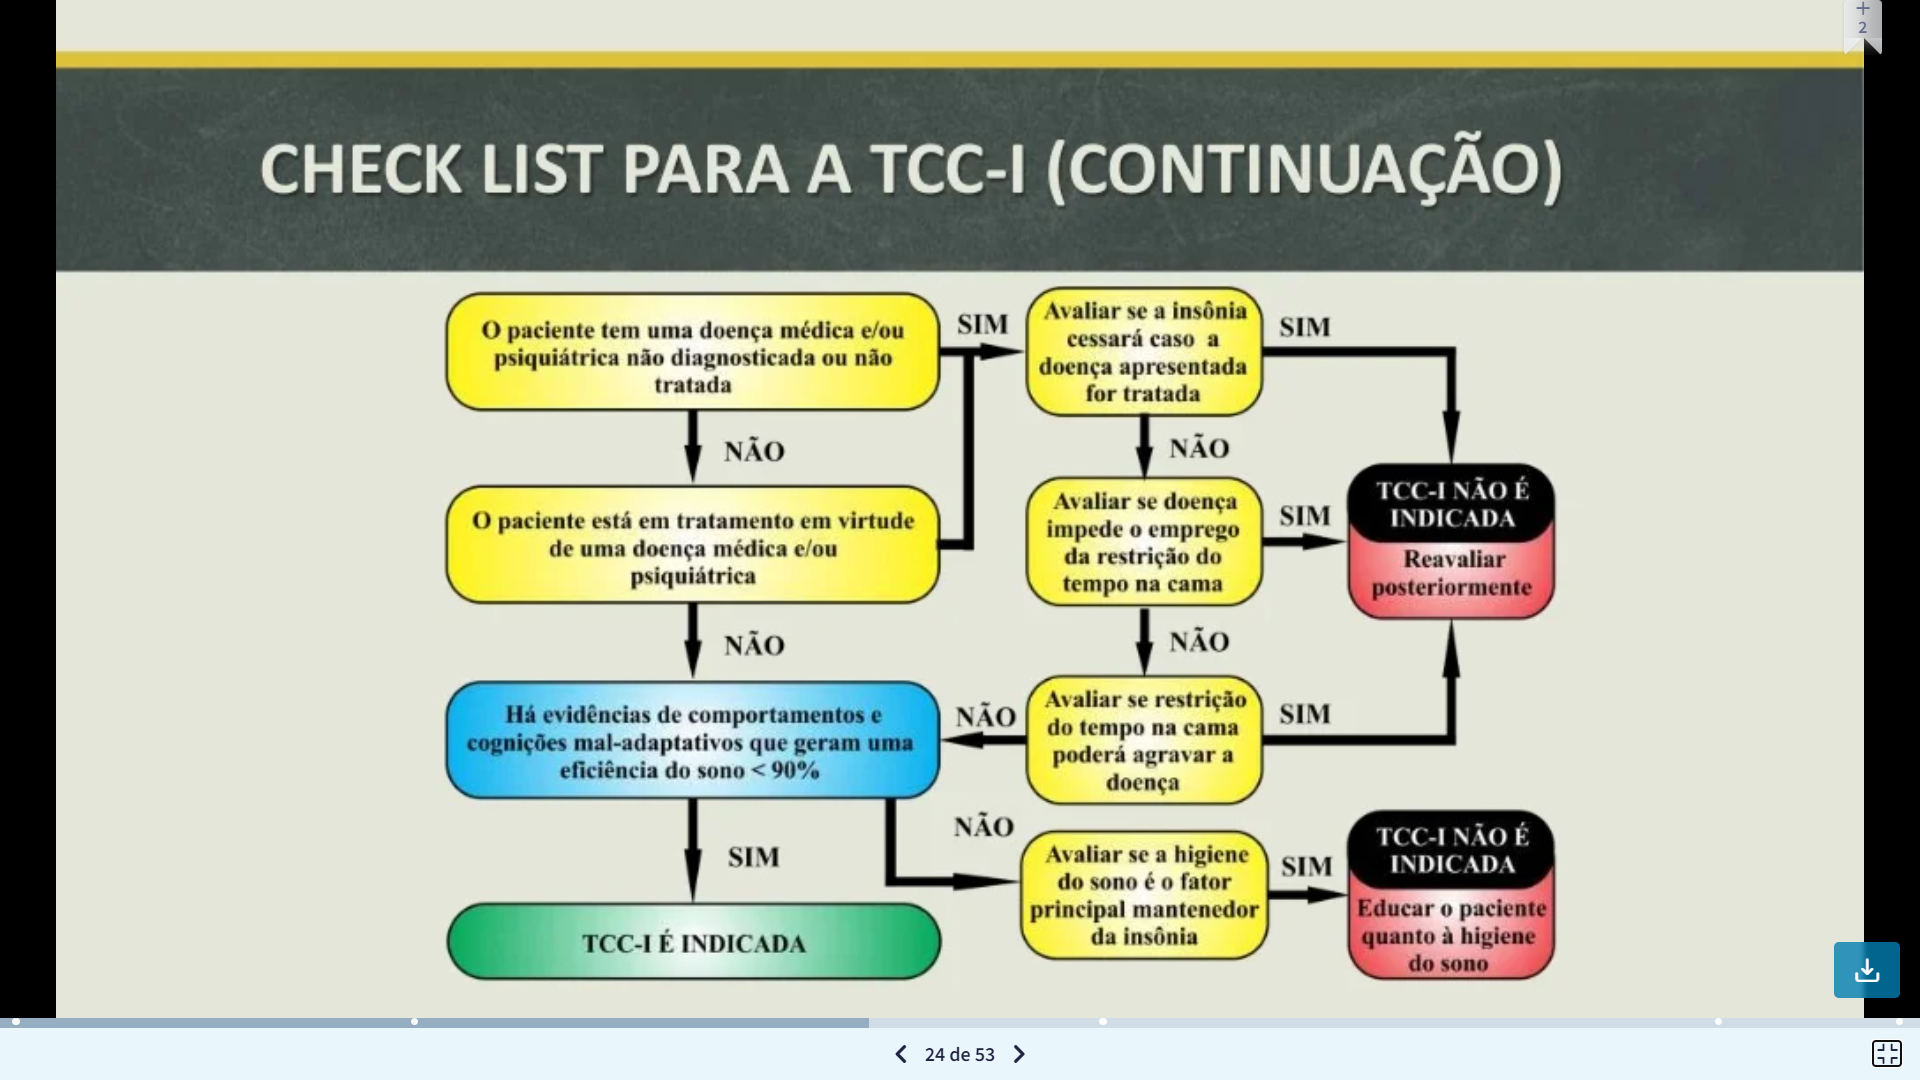 +
2
CHECK LIST PARA A TCC-I (CONTINUAÇÃO)
O paciente tem uma doença médica e/ou
psiquiátrica não diagnosticada ou não
tratada
SIM
Avaliar se a insônia
cessará caso a
doença apresentada
for tratada
SIM
NÃO
NÃO
O paciente está em tratamento em virtude
de uma doença médica e/ou
psiquiátrica
Avaliar se doença
impede o emprego
da restrição do
tempo na cama
SIM
TCC-I NÃO É
INDICADA
Reavaliar
posteriormente
NÃO
NÃO
Há evidências de comportamentos e
cognições mal-adaptativos que geram uma
eficiência do sono < 90%
NÃO
Avaliar se restrição
do tempo na cama
poderá agravar a
doença
SIM
SIM
NÃO
Avaliar se a higiene
do sono é o fator
principal mantenedor
da insônia
SIM
TCC-I NÃO É
INDICADA
Educar o paciente
quanto à higiene
do sono
TCC-I É INDICADA
24 de 53